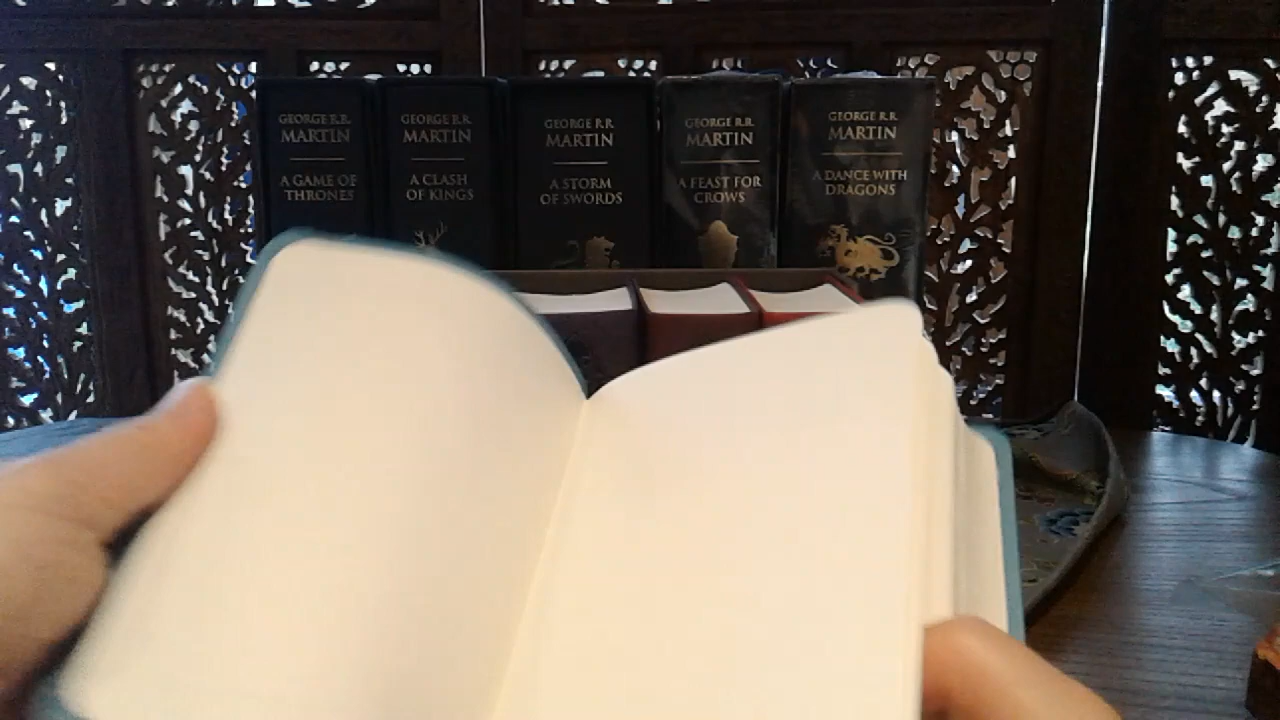 GEORGE R.R.
MARTIN
A GAME OF
THRONES
GEORGE R.R.
MARTIN
A CLASH
OF KINGS
GEORGE R.R.
MARTIN
A STORM
OF SWORDS
GEORGE R.R.
MARTIN
A FEAST FOR
CROWS
GEORGE R.R.
MARTIN
A DANCE WITH
DRAGONS